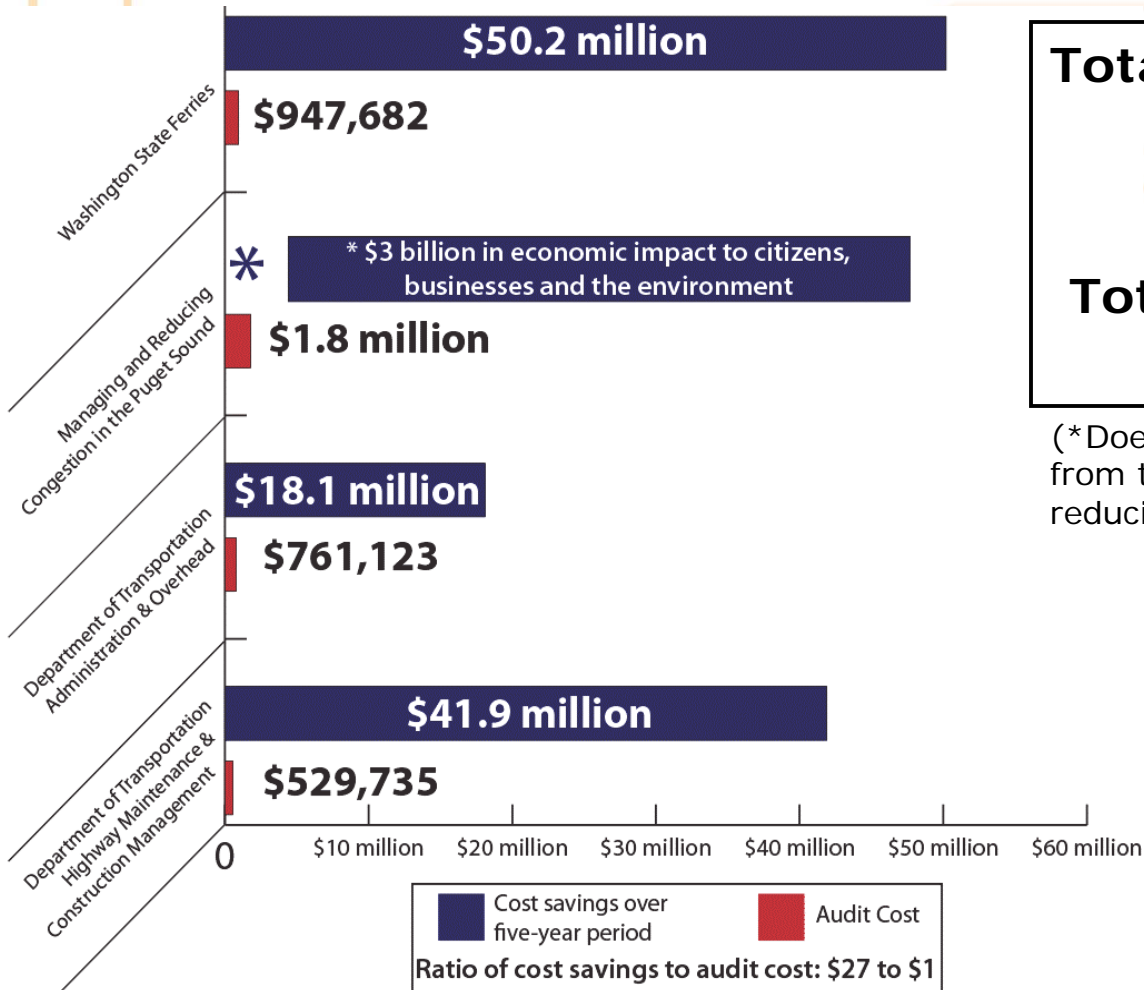 $50.2 million
$947,682
Washington State Ferries
*
* $3 billion in economic impact to citizens,
businesses and the environment
$1.8 million
Managing and Reducing
Congestion in the Puget Sound
$18.1 million
$761,123
Department of Transportation
Administration & Overhead
$41.9 million
$529,735
Department of Transportation
Highway Maintenance &
Construction Management
0
$10 million
$20 million
$30 million
$40 million
$50 million
$60 million
Cost savings over
five-year period
Audit Cost
Ratio of cost savings to audit cost: $27 to $1
from